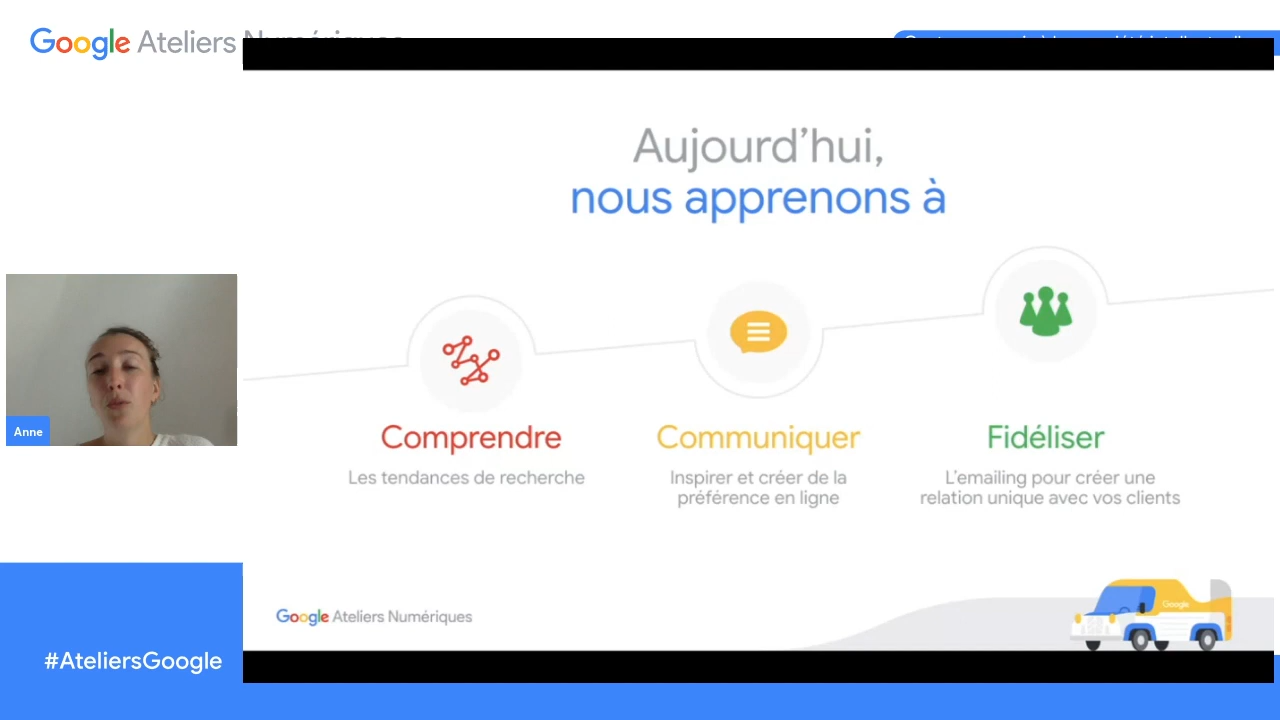 Google Ateliers Numériques
Aujourd'hui,
nous apprenons à
Comprendre
Les tendances de recherche
Communiquer
Inspirer et créer de la
préférence en ligne
Fidéliser
L'emailing pour créer une
relation unique avec vos clients
Anne
Google Ateliers Numériques
Google
#AteliersGoogle